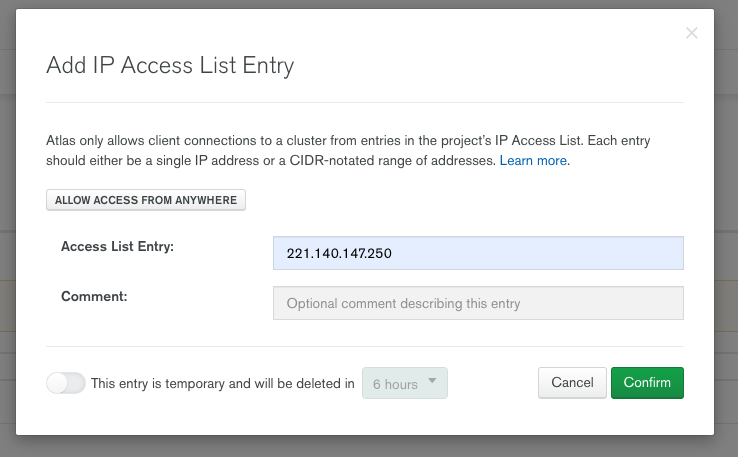 Add IP Access List Entry
Atlas only allows client connections to a cluster from entries in the project's IP Access List. Each entry
should either be a single IP address or a CIDR-notated range of addresses. Learn more.
ALLOW ACCESS FROM ANYWHERE
Access List Entry:
221.140.147.250
Comment:
Optional comment describing this entry
This entry is temporary and will be deleted in
6 hours
Cancel
Confirm